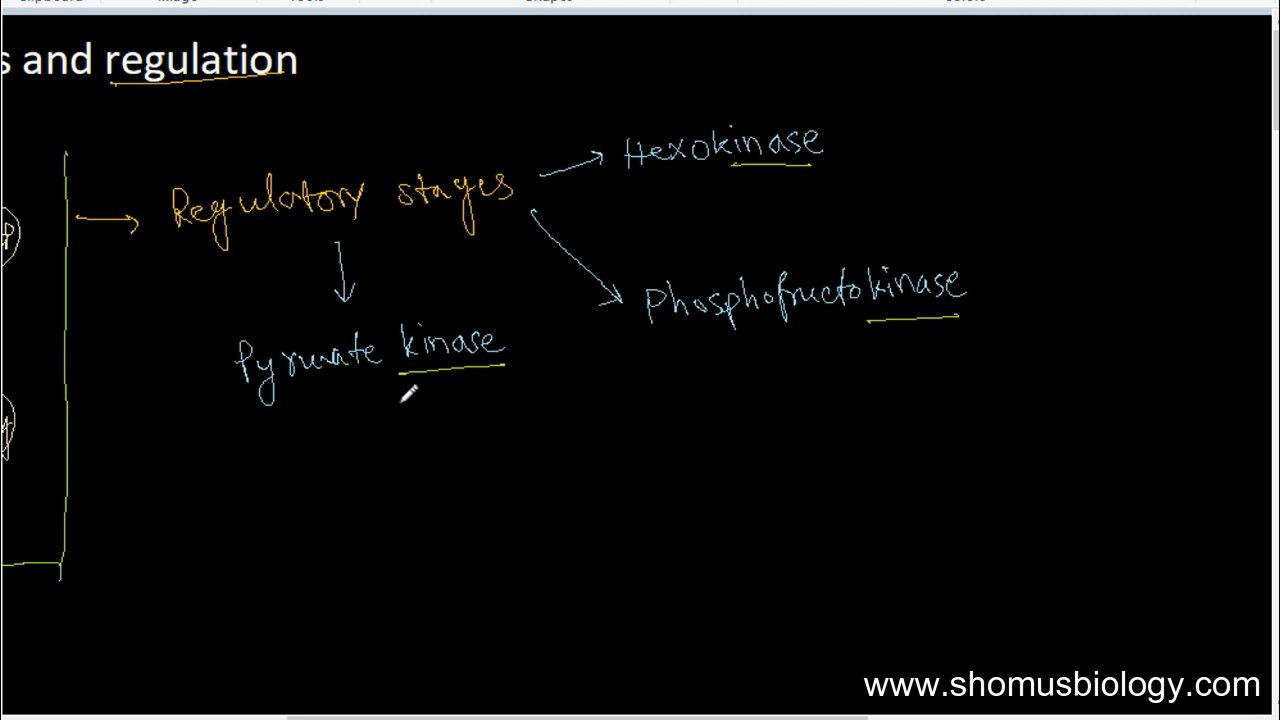 s and regulation
Hexokinase
Regulatory stages
Phosphofructokinase
Pyruvate kinase
www.shomusbiology.com